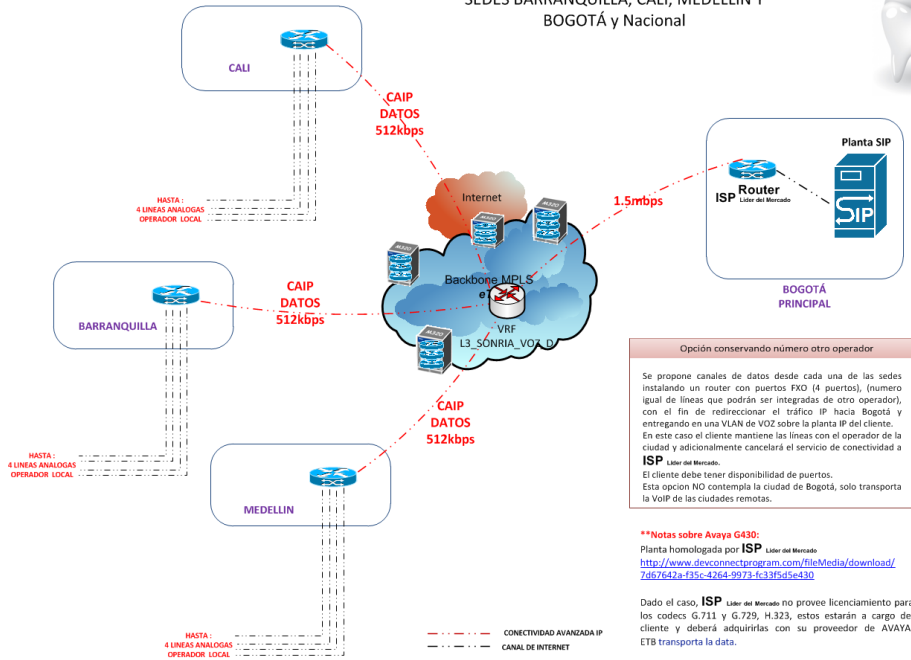 SEDES BARRANQUILLA, CALI, MEDELLIN Y
BOGOTÁ y Nacional
CALI
CAIP
DATOS
512kbps
HASTA :
4 LINEAS ANALOGAS
OPERADOR LOCAL
Internet
M320
M320
M320
M320
1.5mbps
Planta SIP
Router
ISP Lider del Mercado
SIP
BOGOTÁ
PRINCIPAL
BARRANQUILLA
CAIP
DATOS
512kbps
Backbone MPLS
VRF
L3_SONRIA_VOZ_D
HASTA :
4 LINEAS ANALOGAS
OPERADOR LOCAL
CAIP
DATOS
512kbps
MEDELLIN
HASTA :
4 LINEAS ANALOGAS
OPERADOR LOCAL
CONECTIVIDAD AVANZADA IP
CANAL DE INTERNET
Opción conservando número otro operador
Se propone canales de datos desde cada una de las sedes
instalando un router con puertos FXO (4 puertos), (numero
igual de líneas que podrán ser integradas de otro operador),
con el fin de redireccionar el tráfico IP hacia Bogotá y
entregando en una VLAN de VOZ sobre la planta IP del cliente.
En este caso el cliente mantiene las líneas con el operador de la
ciudad y adicionalmente cancelará el servicio de conectividad a
ISP Lider del Mercado.
El cliente debe tener disponibilidad de puertos.
Esta opcion NO contempla la ciudad de Bogotá, solo transporta
la VoIP de las ciudades remotas.
**Notas sobre Avaya G430:
Planta homologada por ISP Lider del Mercado
http://www.devconnectprogram.com/fileMedia/download/
7d67642a-f35c-4264-9973-fc33f5d5e430
Dado el caso, ISP Lider del Mercado no provee licenciamiento para
los codecs G.711 y G.729, H.323, estos estarán a cargo del
cliente y deberá adquirirlas con su proveedor de AVAYA.
ETB transporta la data.